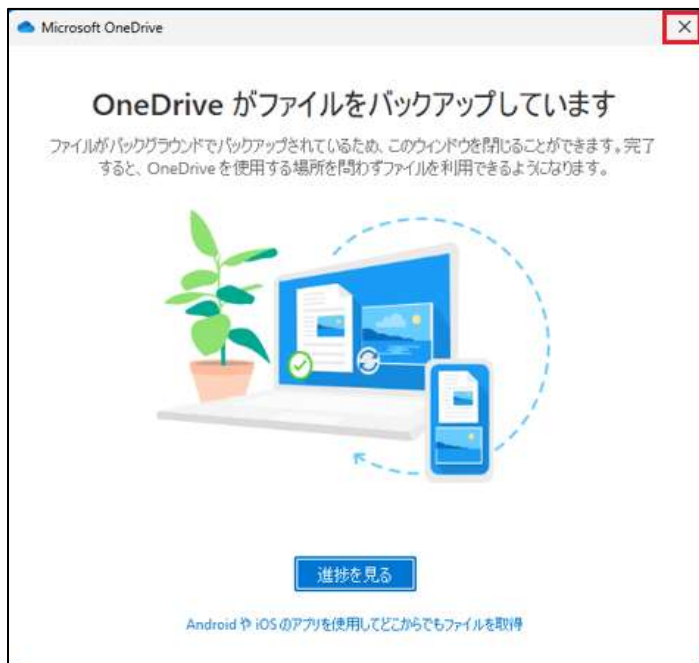 Microsoft OneDrive
OneDrive がファイルをバックアップしています
ファイルがバックグラウンドでバックアップされているため、このウィンドウを閉じることができます。完了
すると、OneDrive を使用する場所を問わずファイルを利用できるようになります。
進捗を見る
Android や iOS のアプリを使用してどこからでもファイルを取得